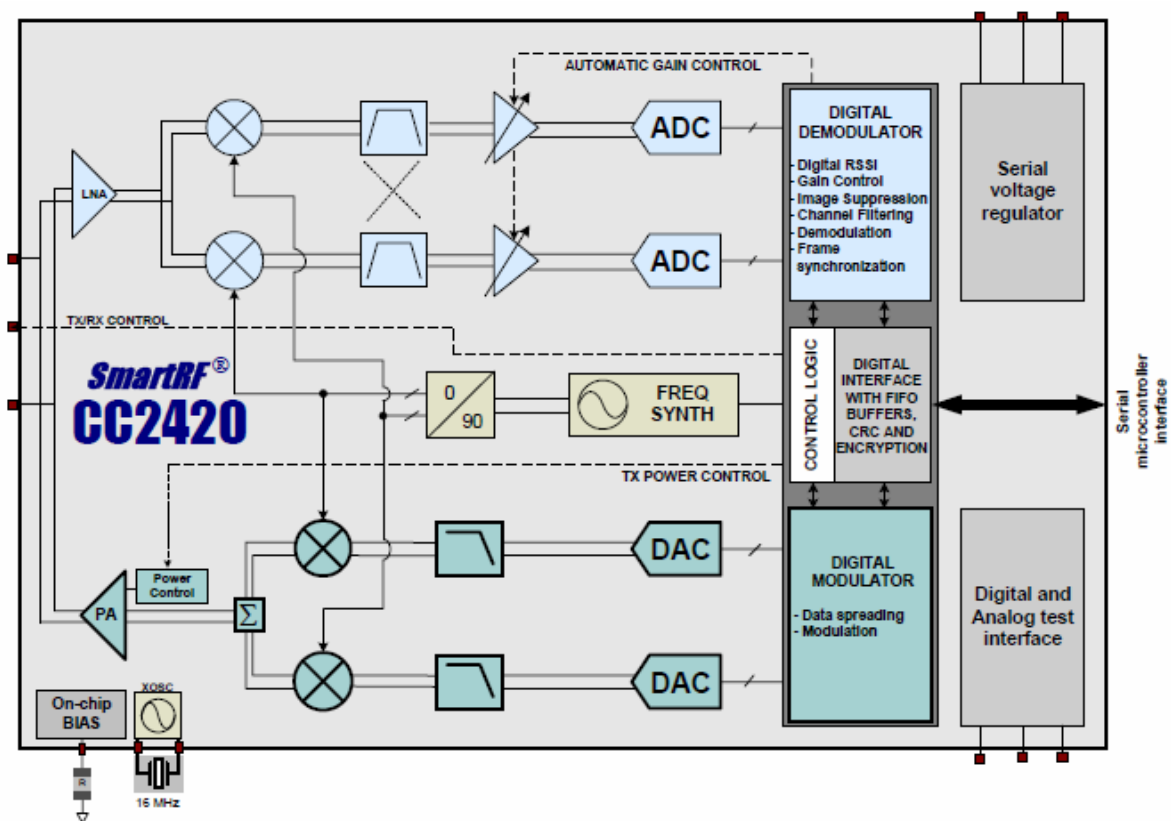 AUTOMATIC GAIN CONTROL
LNA
ADC
ADC
DIGITAL
DEMODULATOR
- Digital RSSI
- Gain Control
- Image Suppression
- Channel Filtering
- Demodulation
- Frame
synchronization
Serial
voltage
regulator
TX/RX CONTROL
SmartRF®
CC2420
0
90
FREQ
SYNTH
CONTROL LOGIC
DIGITAL
INTERFACE
WITH FIFO
BUFFERS,
CRC AND
ENCRYPTION
Serial
microcontroller
interface
TX POWER CONTROL
Power
Control
PA
Σ
DAC
DAC
DIGITAL
MODULATOR
- Data spreading
- Modulation
Digital and
Analog test
interface
On-chip
BIAS
XOSC
R
16 MHz